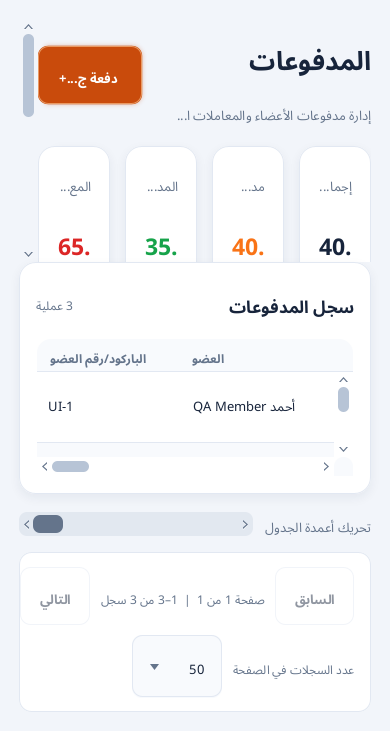 المدفوعات
دفعة ج...+
إدارة مدفوعات الأعضاء والمعاملات ا...
إجما... مد... المد... المع...
40. 40. 35. 65.
سجل المدفوعات 3 عملية
العضو الباركود/رقم العضو
أحمد QA Member UI-1
تحريك أعمدة الجدول
السابق صفحة 1 من 1 | 1–3 من 3 سجل التالي
عدد السجلات في الصفحة 50